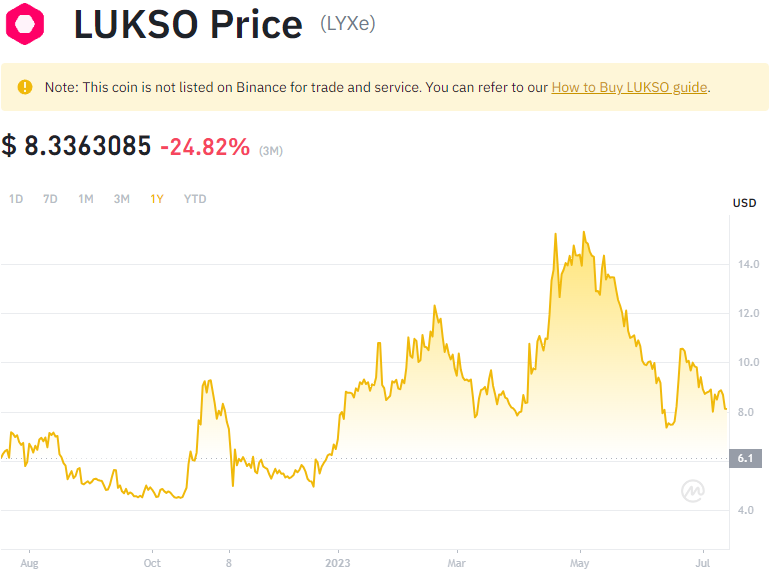 LUKSO Price (LYXe)
Note: This coin is not listed on Binance for trade and service. You can refer to our How to Buy LUKSO guide.
$ 8.3363085 -24.82% (3M)
1D 7D 1M 3M 1Y YTD
USD
14.0
12.0
10.0
8.0
6.1
4.0
Aug Oct 8 2023 Mar May Jul